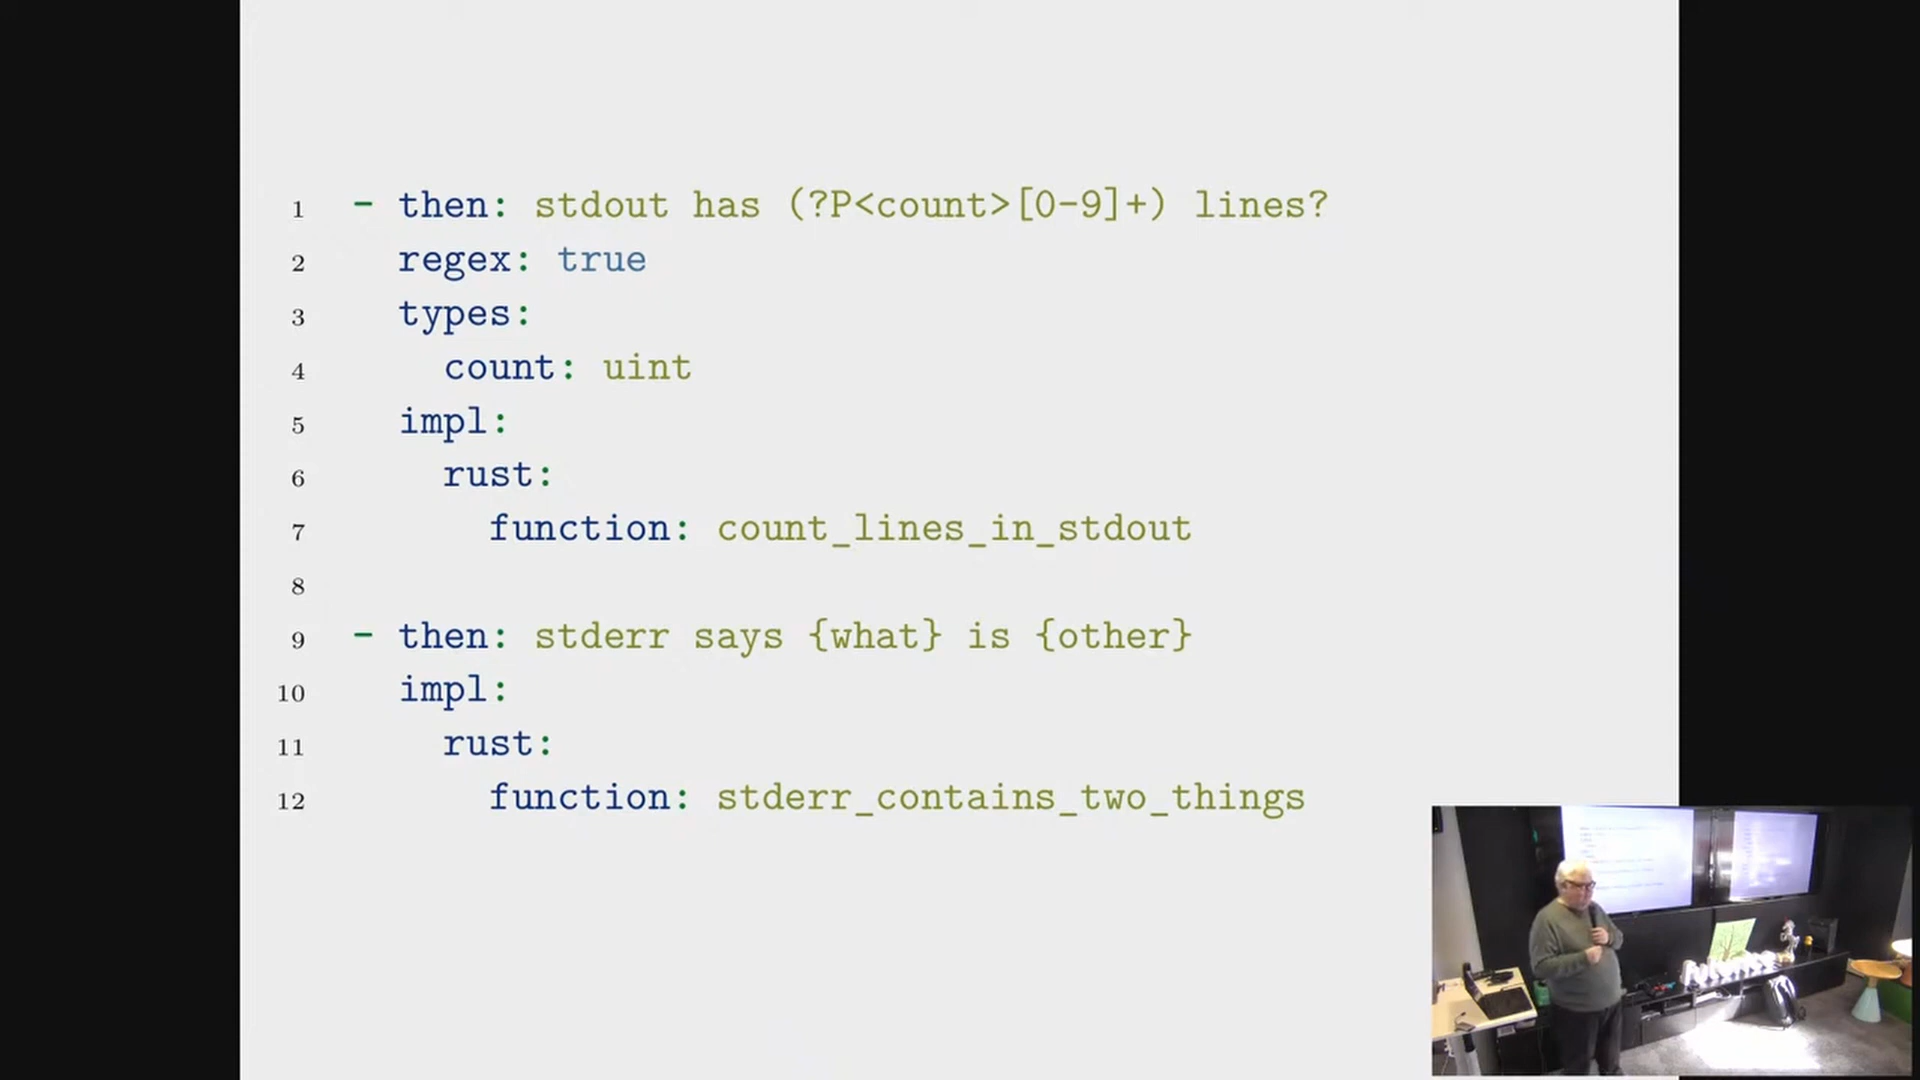 1 - then: stdout has (?P<count>[0-9]+) lines?
2 regex: true
3 types:
4 count: uint
5 impl:
6 rust:
7 function: count_lines_in_stdout
8
9 - then: stderr says {what} is {other}
10 impl:
11 rust:
12 function: stderr_contains_two_things